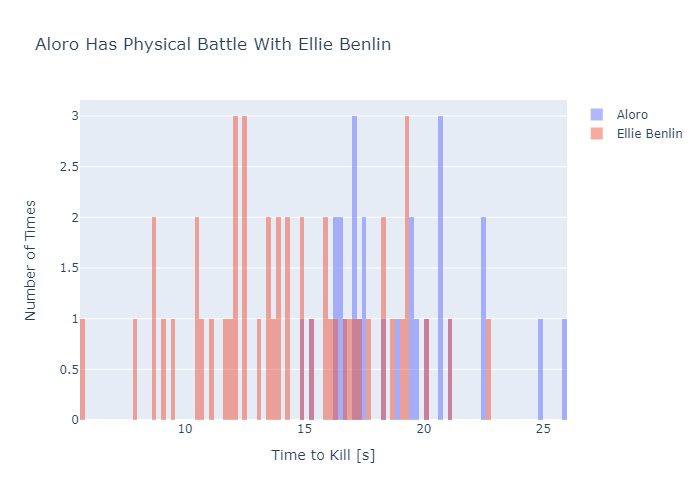 Aloro Has Physical Battle With Ellie Benlin
Aloro
Ellie Benlin
Number of Times
3
2.5
2
1.5
1
0.5
0
10
15
20
25
Time to Kill [s]